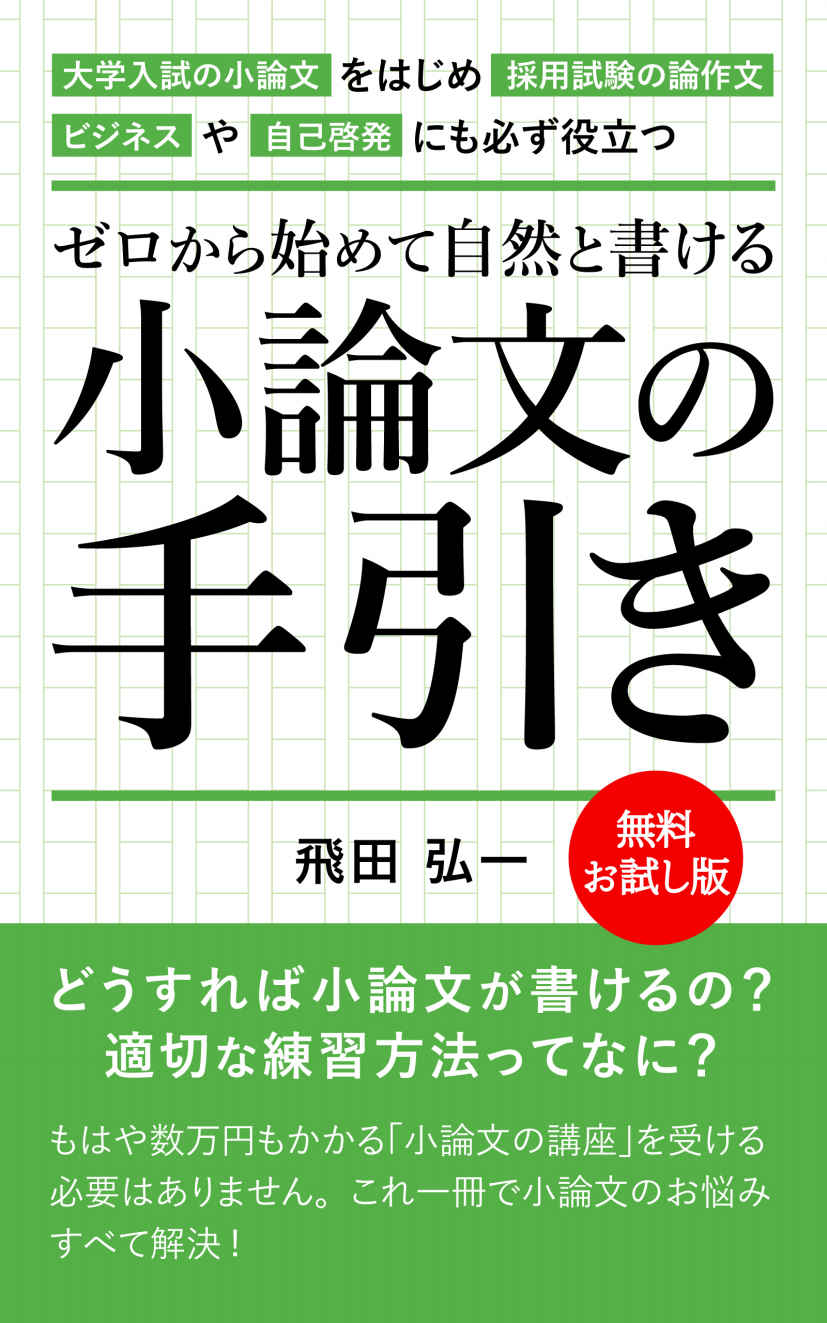 大学入試の小論文 をはじめ 採用試験の論作文
ビジネス や 自己啓発 にも必ず役立つ
ゼロから始めて自然と書ける
小論文の
手引き
飛田 弘一
無料
お試し版
どうすれば小論文が書けるの？
適切な練習方法ってなに？
もはや数万円もかかる「小論文の講座」を受ける
必要はありません。これ一冊で小論文のお悩み
すべて解決！